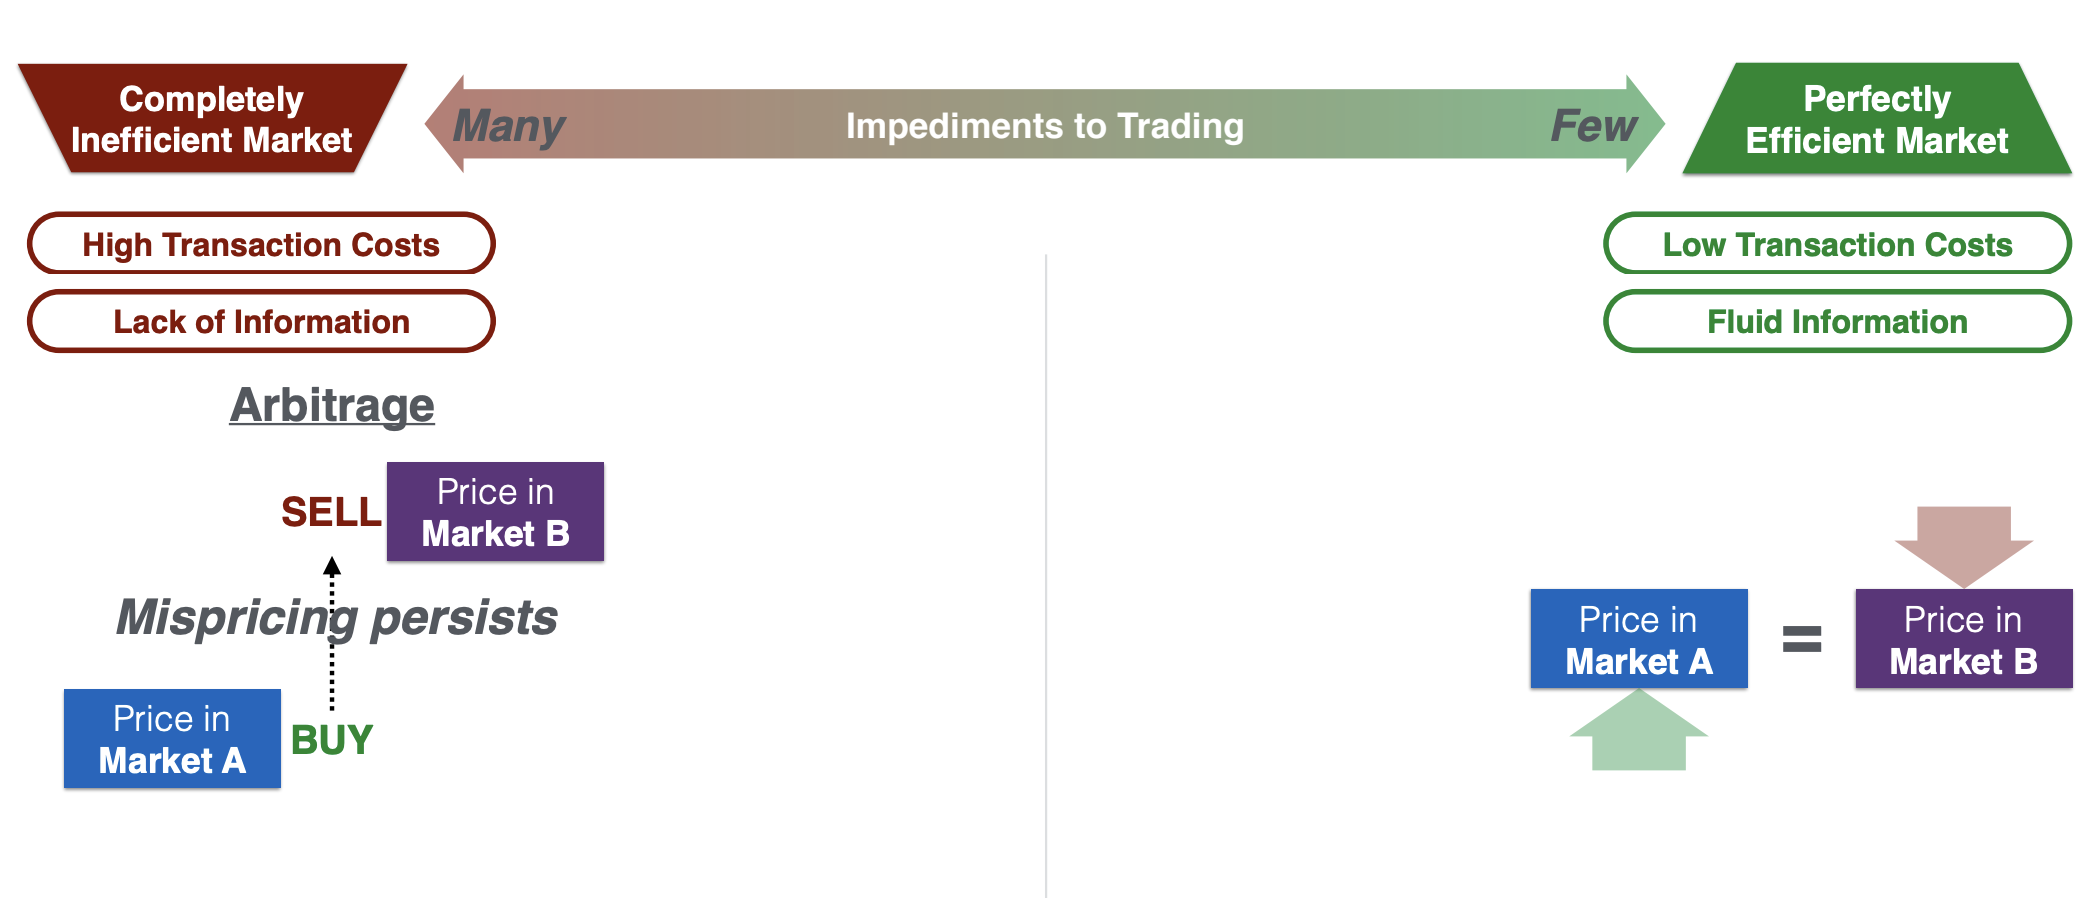 Completely
Inefficient Market
Many
Impediments to Trading
Few
Perfectly
Efficient Market
High Transaction Costs
Low Transaction Costs
Lack of Information
Fluid Information
Arbitrage
SELL
Price in
Market B
Mispricing persists
Price in
Market A
BUY
Price in
Market A
=
Price in
Market B